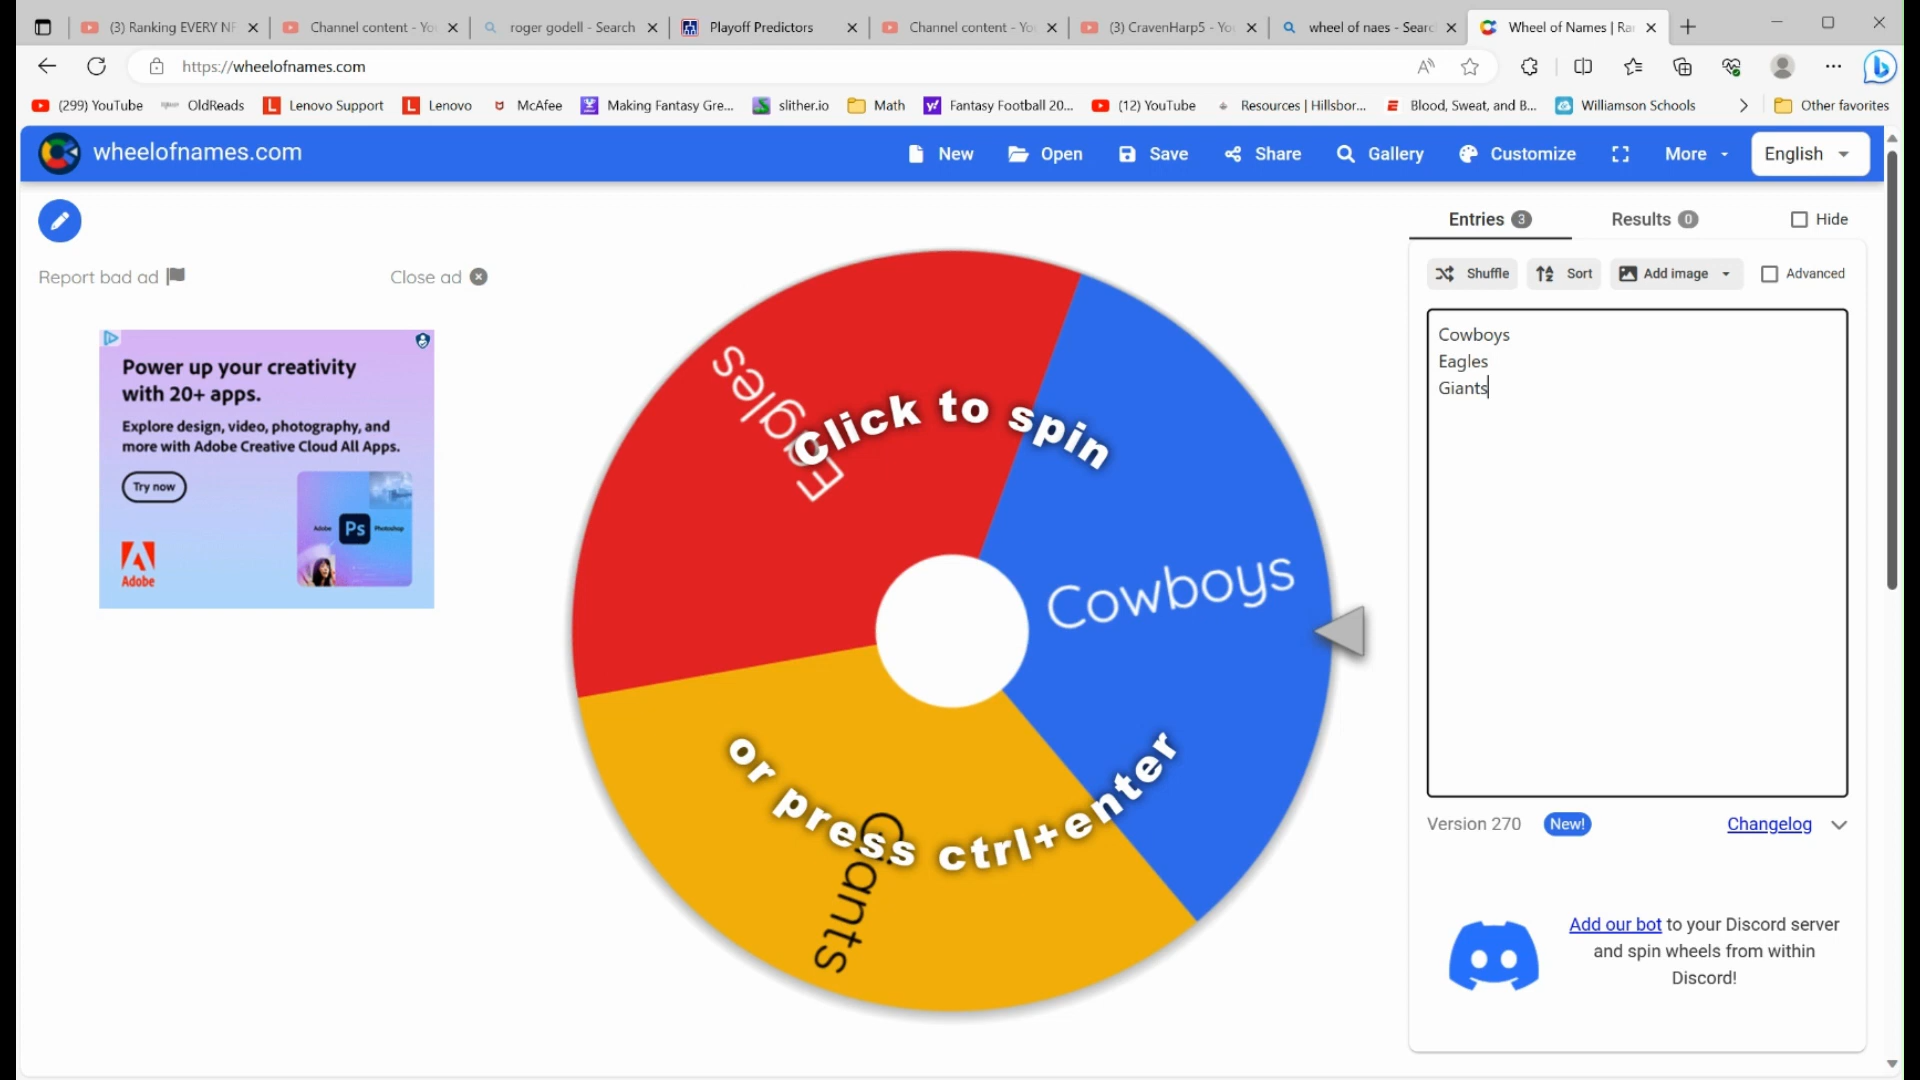 (3) Ranking EVERY NF
Channel content - Yo
roger godell - Search
Playoff Predictors
Channel content - Yo
(3) CravenHarp5 - Yo
wheel of naes - Searc
Wheel of Names | Ra
https://wheelofnames.com
(299) YouTube
OldReads
Lenovo Support
Lenovo
McAfee
Making Fantasy Gre...
slither.io
Math
Fantasy Football 20...
(12) YouTube
Resources | Hillsbor...
Blood, Sweat, and B...
Williamson Schools
Other favorites
wheelofnames.com
New
Open
Save
Share
Gallery
Customize
More
English
Entries 3
Results 0
Hide
Report bad ad
Close ad
Shuffle
Sort
Add image
Advanced
Power up your creativity
with 20+ apps.
Explore design, video, photography, and
more with Adobe Creative Cloud All Apps.
Try now
Adobe
Ps
Photoshop
Adobe
Eagles
Click to spin
Cowboys
or press ctrl+enter
Giants
Cowboys
Eagles
Giants
Version 270
New!
Changelog
Add our bot to your Discord server
and spin wheels from within
Discord!